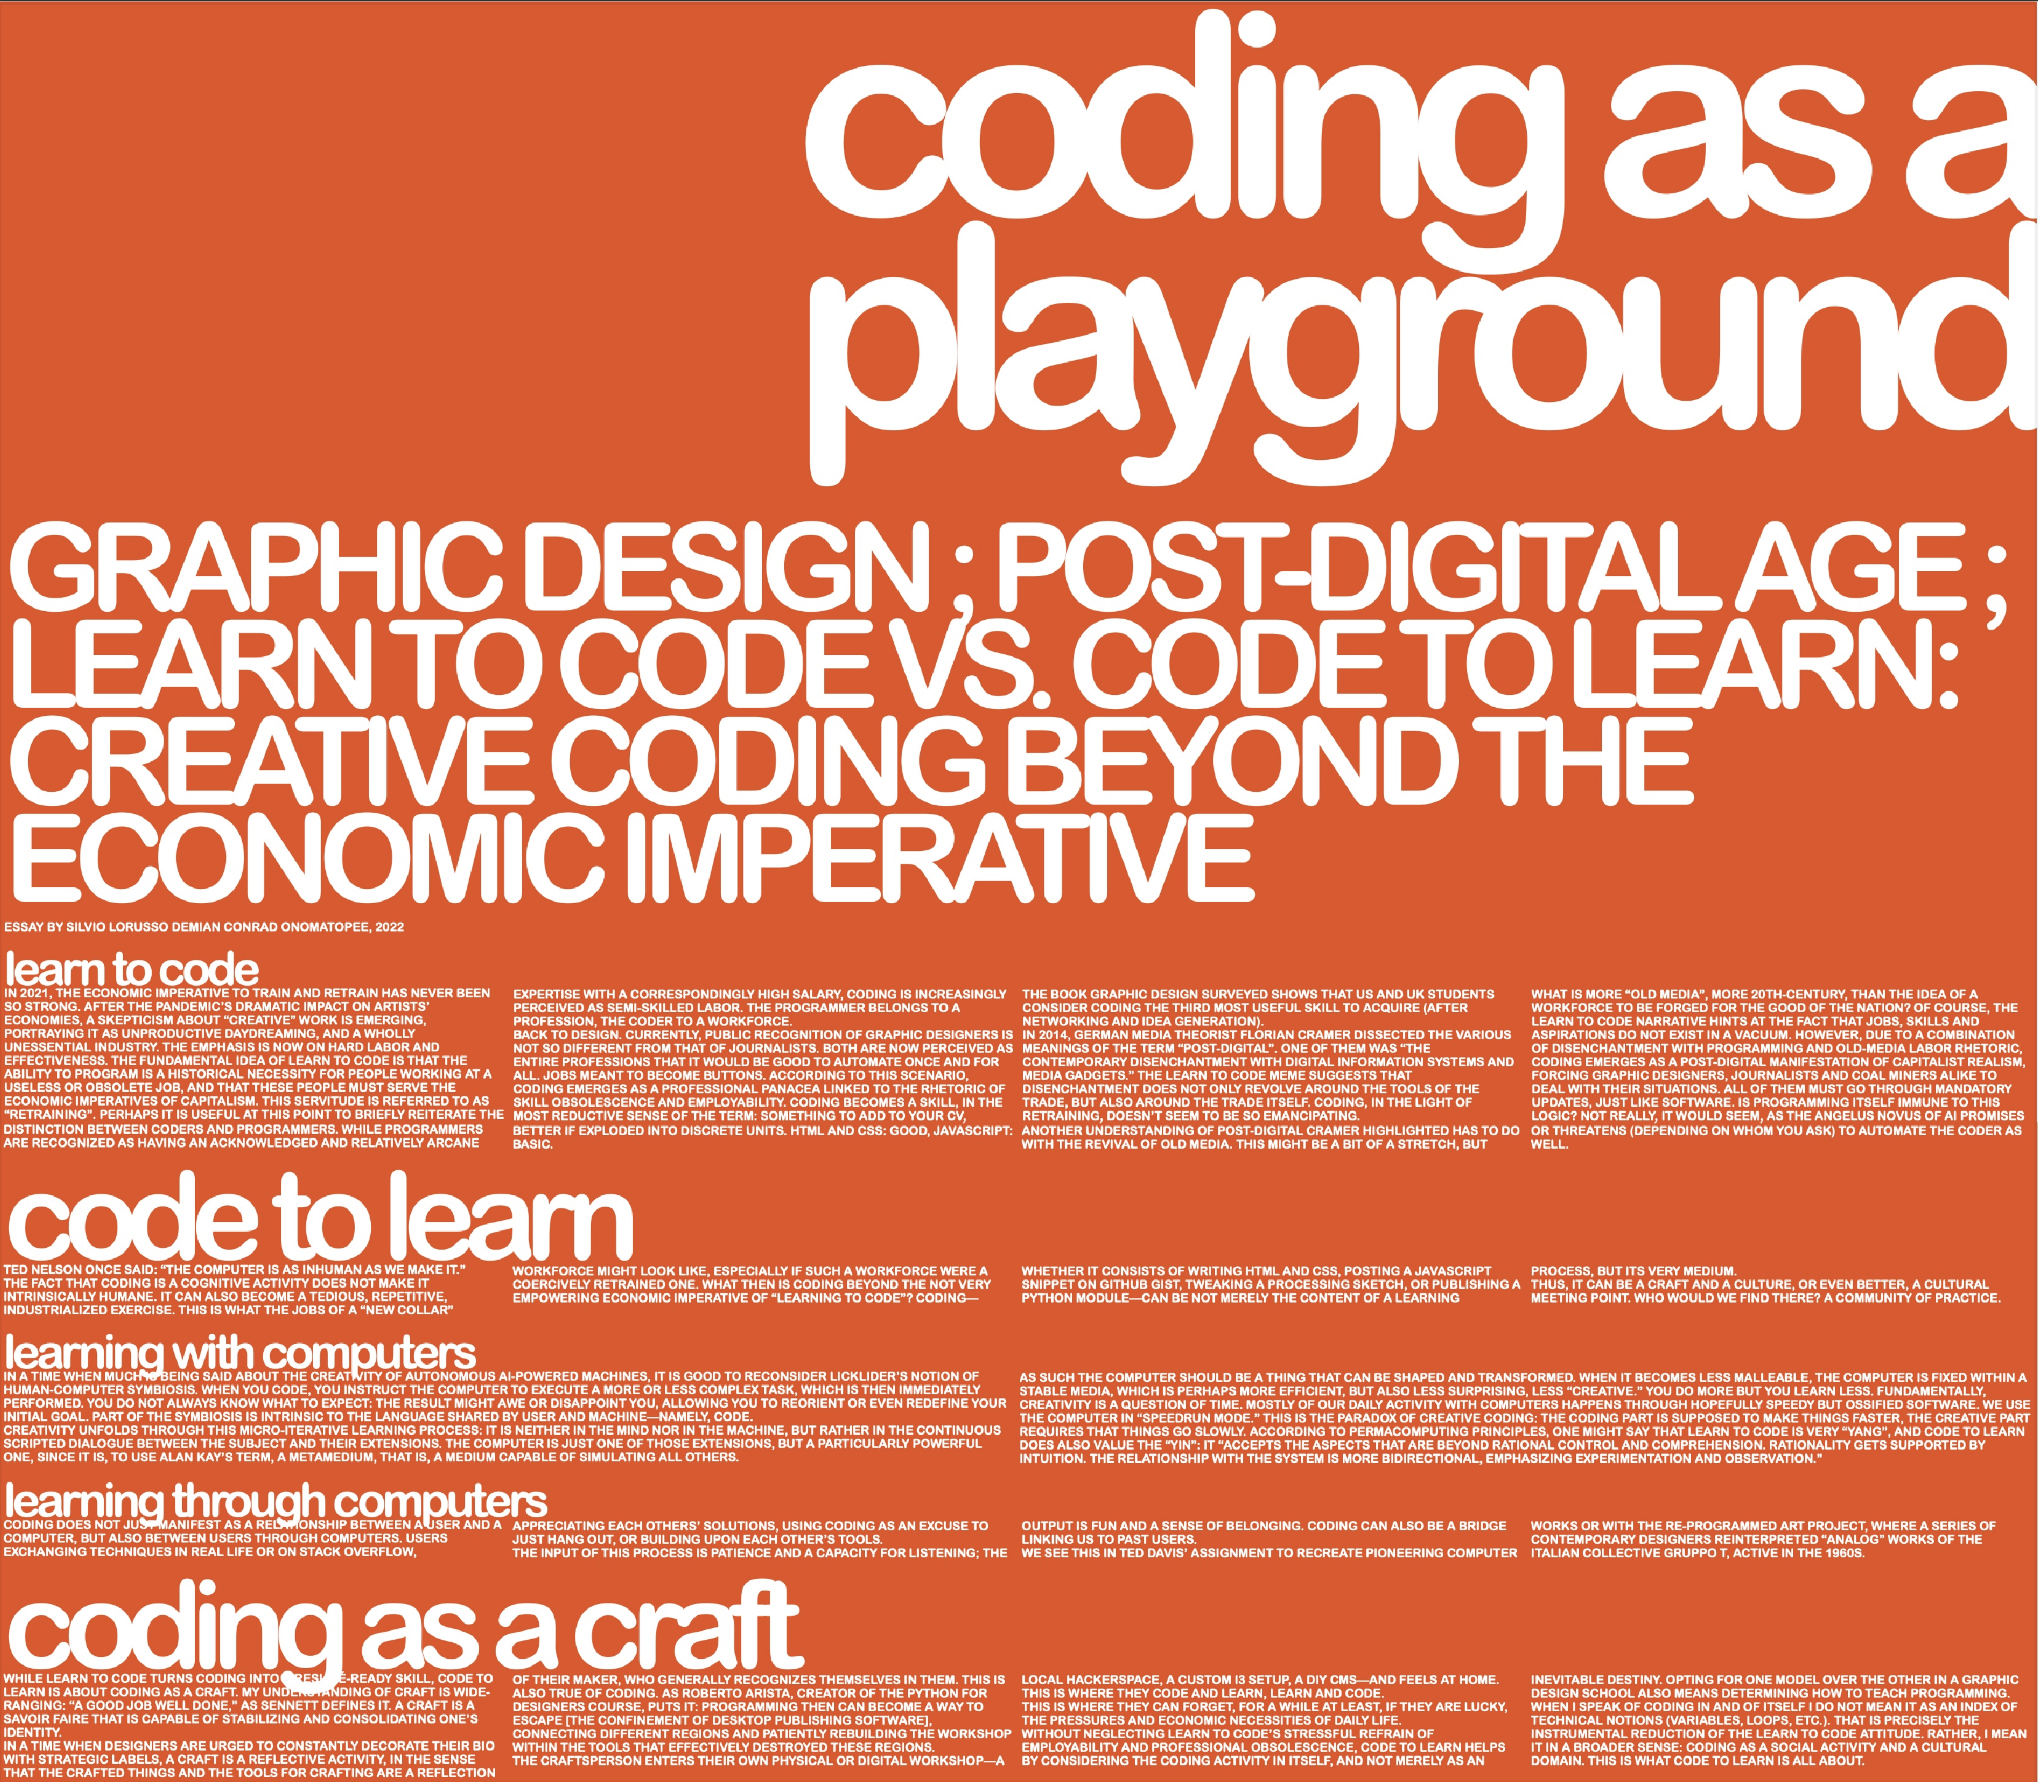 coding as a
playground
GRAPHIC DESIGN ; POST-DIGITAL AGE ;
LEARN TO CODE VS. CODE TO LEARN:
CREATIVE CODING BEYOND THE
ECONOMIC IMPERATIVE
ESSAY BY SILVIO LORUSSO DEMIAN CONRAD ONOMATOPEE, 2022
learn to code
IN 2021, THE ECONOMIC IMPERATIVE TO TRAIN AND RETRAIN HAS NEVER BEEN
SO STRONG. AFTER THE PANDEMIC'S DRAMATIC IMPACT ON ARTISTS'
ECONOMIES, A SKEPTICISM ABOUT “CREATIVE” WORK IS EMERGING,
PORTRAYING IT AS UNPRODUCTIVE DAYDREAMING, AND A WHOLLY
UNESSENTIAL INDUSTRY. THE EMPHASIS IS NOW ON HARD LABOR AND
EFFECTIVENESS. THE FUNDAMENTAL IDEA OF LEARN TO CODE IS THAT THE
ABILITY TO PROGRAM IS A HISTORICAL NECESSITY FOR PEOPLE WORKING AT A
USELESS OR OBSOLETE JOB, AND THAT THESE PEOPLE MUST SERVE THE
ECONOMIC IMPERATIVES OF CAPITALISM. THIS SERVITUDE IS REFERRED TO AS
“RETRAINING”. PERHAPS IT IS USEFUL AT THIS POINT TO BRIEFLY REITERATE THE
DISTINCTION BETWEEN CODERS AND PROGRAMMERS. WHILE PROGRAMMERS
ARE RECOGNIZED AS HAVING AN ACKNOWLEDGED AND RELATIVELY ARCANE
EXPERTISE WITH A CORRESPONDINGLY HIGH SALARY, CODING IS INCREASINGLY
PERCEIVED AS SEMI-SKILLED LABOR. THE PROGRAMMER BELONGS TO A
PROFESSION, THE CODER TO A WORKFORCE.
BACK TO DESIGN. CURRENTLY, PUBLIC RECOGNITION OF GRAPHIC DESIGNERS IS
NOT SO DIFFERENT FROM THAT OF JOURNALISTS. BOTH ARE NOW PERCEIVED AS
ENTIRE PROFESSIONS THAT IT WOULD BE GOOD TO AUTOMATE ONCE AND FOR
ALL. JOBS MEANT TO BECOME BUTTONS. ACCORDING TO THIS SCENARIO,
CODING EMERGES AS A PROFESSIONAL PANACEA LINKED TO THE RHETORIC OF
SKILL OBSOLESCENCE AND EMPLOYABILITY. CODING BECOMES A SKILL, IN THE
MOST REDUCTIVE SENSE OF THE TERM: SOMETHING TO ADD TO YOUR CV,
BETTER IF EXPLODED INTO DISCRETE UNITS. HTML AND CSS: GOOD, JAVASCRIPT:
BASIC.
THE BOOK GRAPHIC DESIGN SURVEYED SHOWS THAT US AND UK STUDENTS
CONSIDER CODING THE THIRD MOST USEFUL SKILL TO ACQUIRE (AFTER
NETWORKING AND IDEA GENERATION).
IN 2014, GERMAN MEDIA THEORIST FLORIAN CRAMER DISSECTED THE VARIOUS
MEANINGS OF THE TERM “POST-DIGITAL”. ONE OF THEM WAS “THE
CONTEMPORARY DISENCHANTMENT WITH DIGITAL INFORMATION SYSTEMS AND
MEDIA GADGETS.” THE LEARN TO CODE MEME SUGGESTS THAT
DISENCHANTMENT DOES NOT ONLY REVOLVE AROUND THE TOOLS OF THE
TRADE, BUT ALSO AROUND THE TRADE ITSELF. CODING, IN THE LIGHT OF
RETRAINING, DOESN'T SEEM TO BE SO EMANCIPATING.
ANOTHER UNDERSTANDING OF POST-DIGITAL CRAMER HIGHLIGHTED HAS TO DO
WITH THE REVIVAL OF OLD MEDIA. THIS MIGHT BE A BIT OF A STRETCH, BUT
WHAT IS MORE “OLD MEDIA”, MORE 20TH-CENTURY, THAN THE IDEA OF A
WORKFORCE TO BE FORGED FOR THE GOOD OF THE NATION? OF COURSE, THE
LEARN TO CODE NARRATIVE HINTS AT THE FACT THAT JOBS, SKILLS AND
ASPIRATIONS DO NOT EXIST IN A VACUUM. HOWEVER, DUE TO A COMBINATION
OF DISENCHANTMENT WITH PROGRAMMING AND OLD-MEDIA LABOR RHETORIC,
CODING EMERGES AS A POST-DIGITAL MANIFESTATION OF CAPITALIST REALISM,
FORCING GRAPHIC DESIGNERS, JOURNALISTS AND COAL MINERS ALIKE TO
DEAL WITH THEIR SITUATIONS. ALL OF THEM MUST GO THROUGH MANDATORY
UPDATES, JUST LIKE SOFTWARE. IS PROGRAMMING ITSELF IMMUNE TO THIS
LOGIC? NOT REALLY, IT WOULD SEEM, AS THE ANGELUS NOVUS OF AI PROMISES
OR THREATENS (DEPENDING ON WHOM YOU ASK) TO AUTOMATE THE CODER AS
WELL.
code to learn
TED NELSON ONCE SAID: “THE COMPUTER IS AS INHUMAN AS WE MAKE IT.”
THE FACT THAT CODING IS A COGNITIVE ACTIVITY DOES NOT MAKE IT
INTRINSICALLY HUMANE. IT CAN ALSO BECOME A TEDIOUS, REPETITIVE,
INDUSTRIALIZED EXERCISE. THIS IS WHAT THE JOBS OF A “NEW COLLAR”
WORKFORCE MIGHT LOOK LIKE, ESPECIALLY IF SUCH A WORKFORCE WERE A
COERCIVELY RETRAINED ONE. WHAT THEN IS CODING BEYOND THE NOT VERY
EMPOWERING ECONOMIC IMPERATIVE OF “LEARNING TO CODE”? CODING—
WHETHER IT CONSISTS OF WRITING HTML AND CSS, POSTING A JAVASCRIPT
SNIPPET ON GITHUB GIST, TWEAKING A PROCESSING SKETCH, OR PUBLISHING A
PYTHON MODULE—CAN BE NOT MERELY THE CONTENT OF A LEARNING
PROCESS, BUT ITS VERY MEDIUM.
THUS, IT CAN BE A CRAFT AND A CULTURE, OR EVEN BETTER, A CULTURAL
MEETING POINT. WHO WOULD WE FIND THERE? A COMMUNITY OF PRACTICE.
learning with computers
IN A TIME WHEN MUCH IS BEING SAID ABOUT THE CREATIVITY OF AUTONOMOUS AI-POWERED MACHINES, IT IS GOOD TO RECONSIDER LICKLIDER'S NOTION OF
HUMAN-COMPUTER SYMBIOSIS. WHEN YOU CODE, YOU INSTRUCT THE COMPUTER TO EXECUTE A MORE OR LESS COMPLEX TASK, WHICH IS THEN IMMEDIATELY
PERFORMED. YOU DO NOT ALWAYS KNOW WHAT TO EXPECT: THE RESULT MIGHT AWE OR DISAPPOINT YOU, ALLOWING YOU TO REORIENT OR EVEN REDEFINE YOUR
INITIAL GOAL. PART OF THE SYMBIOSIS IS INTRINSIC TO THE LANGUAGE SHARED BY USER AND MACHINE—NAMELY, CODE.
CREATIVITY UNFOLDS THROUGH THIS MICRO-ITERATIVE LEARNING PROCESS: IT IS NEITHER IN THE MIND NOR IN THE MACHINE, BUT RATHER IN THE CONTINUOUS
SCRIPTED DIALOGUE BETWEEN THE SUBJECT AND THEIR EXTENSIONS. THE COMPUTER IS JUST ONE OF THOSE EXTENSIONS, BUT A PARTICULARLY POWERFUL
ONE, SINCE IT IS, TO USE ALAN KAY'S TERM, A METAMEDIUM, THAT IS, A MEDIUM CAPABLE OF SIMULATING ALL OTHERS.
AS SUCH THE COMPUTER SHOULD BE A THING THAT CAN BE SHAPED AND TRANSFORMED. WHEN IT BECOMES LESS MALLEABLE, THE COMPUTER IS FIXED WITHIN A
STABLE MEDIA, WHICH IS PERHAPS MORE EFFICIENT, BUT ALSO LESS SURPRISING, LESS “CREATIVE.” YOU DO MORE BUT YOU LEARN LESS. FUNDAMENTALLY,
CREATIVITY IS A QUESTION OF TIME. MOSTLY OF OUR DAILY ACTIVITY WITH COMPUTERS HAPPENS THROUGH HOPEFULLY SPEEDY BUT OSSIFIED SOFTWARE. WE USE
THE COMPUTER IN “SPEEDRUN MODE.” THIS IS THE PARADOX OF CREATIVE CODING: THE CODING PART IS SUPPOSED TO MAKE THINGS FASTER, THE CREATIVE PART
REQUIRES THAT THINGS GO SLOWLY. ACCORDING TO PERMACOMPUTING PRINCIPLES, ONE MIGHT SAY THAT LEARN TO CODE IS VERY “YANG”, AND CODE TO LEARN
DOES ALSO VALUE THE “YIN”: IT “ACCEPTS THE ASPECTS THAT ARE BEYOND RATIONAL CONTROL AND COMPREHENSION. RATIONALITY GETS SUPPORTED BY
INTUITION. THE RELATIONSHIP WITH THE SYSTEM IS MORE BIDIRECTIONAL, EMPHASIZING EXPERIMENTATION AND OBSERVATION.”
learning through computers
CODING DOES NOT JUST MANIFEST AS A RELATIONSHIP BETWEEN A USER AND A
COMPUTER, BUT ALSO BETWEEN USERS THROUGH COMPUTERS. USERS
EXCHANGING TECHNIQUES IN REAL LIFE OR ON STACK OVERFLOW,
APPRECIATING EACH OTHERS' SOLUTIONS, USING CODING AS AN EXCUSE TO
JUST HANG OUT, OR BUILDING UPON EACH OTHER'S TOOLS.
THE INPUT OF THIS PROCESS IS PATIENCE AND A CAPACITY FOR LISTENING; THE
OUTPUT IS FUN AND A SENSE OF BELONGING. CODING CAN ALSO BE A BRIDGE
LINKING US TO PAST USERS.
WE SEE THIS IN TED DAVIS' ASSIGNMENT TO RECREATE PIONEERING COMPUTER
WORKS OR WITH THE RE-PROGRAMMED ART PROJECT, WHERE A SERIES OF
CONTEMPORARY DESIGNERS REINTERPRETED “ANALOG” WORKS OF THE
ITALIAN COLLECTIVE GRUPPO T, ACTIVE IN THE 1960S.
coding as a craft
WHILE LEARN TO CODE TURNS CODING INTO A RESUMÉ-READY SKILL, CODE TO
LEARN IS ABOUT CODING AS A CRAFT. MY UNDERSTANDING OF CRAFT IS WIDE-
RANGING: “A GOOD JOB WELL DONE,” AS SENNETT DEFINES IT. A CRAFT IS A
SAVOIR FAIRE THAT IS CAPABLE OF STABILIZING AND CONSOLIDATING ONE'S
IDENTITY.
IN A TIME WHEN DESIGNERS ARE URGED TO CONSTANTLY DECORATE THEIR BIO
WITH STRATEGIC LABELS, A CRAFT IS A REFLECTIVE ACTIVITY, IN THE SENSE
THAT THE CRAFTED THINGS AND THE TOOLS FOR CRAFTING ARE A REFLECTION
OF THEIR MAKER, WHO GENERALLY RECOGNIZES THEMSELVES IN THEM. THIS IS
ALSO TRUE OF CODING. AS ROBERTO ARISTA, CREATOR OF THE PYTHON FOR
DESIGNERS COURSE, PUTS IT: PROGRAMMING THEN CAN BECOME A WAY TO
ESCAPE [THE CONFINEMENT OF DESKTOP PUBLISHING SOFTWARE],
CONNECTING DIFFERENT REGIONS AND PATIENTLY REBUILDING THE WORKSHOP
WITHIN THE TOOLS THAT EFFECTIVELY DESTROYED THESE REGIONS.
THE CRAFTSPERSON ENTERS THEIR OWN PHYSICAL OR DIGITAL WORKSHOP—A
LOCAL HACKERSPACE, A CUSTOM I3 SETUP, A DIY CMS—AND FEELS AT HOME.
THIS IS WHERE THEY CODE AND LEARN, LEARN AND CODE.
THIS IS WHERE THEY CAN FORGET, FOR A WHILE AT LEAST, IF THEY ARE LUCKY,
THE PRESSURES AND ECONOMIC NECESSITIES OF DAILY LIFE.
WITHOUT NEGLECTING LEARN TO CODE'S STRESSFUL REFRAIN OF
EMPLOYABILITY AND PROFESSIONAL OBSOLESCENCE, CODE TO LEARN HELPS
BY CONSIDERING THE CODING ACTIVITY IN ITSELF, AND NOT MERELY AS AN
INEVITABLE DESTINY. OPTING FOR ONE MODEL OVER THE OTHER IN A GRAPHIC
DESIGN SCHOOL ALSO MEANS DETERMINING HOW TO TEACH PROGRAMMING.
WHEN I SPEAK OF CODING IN AND OF ITSELF I DO NOT MEAN IT AS AN INDEX OF
TECHNICAL NOTIONS (VARIABLES, LOOPS, ETC.). THAT IS PRECISELY THE
INSTRUMENTAL REDUCTION OF THE LEARN TO CODE ATTITUDE. RATHER, I MEAN
IT IN A BROADER SENSE: CODING AS A SOCIAL ACTIVITY AND A CULTURAL
DOMAIN. THIS IS WHAT CODE TO LEARN IS ALL ABOUT.